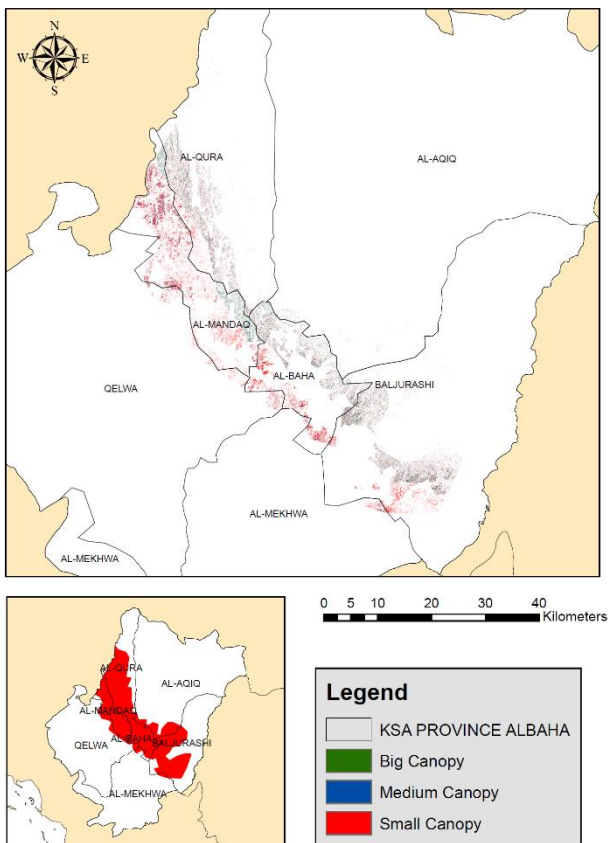 N
W E
S
AL-QURA
AL-AQIQ
AL-MANDAQ
AL-BAHA
BALJURASHI
QELWA
AL-MEKHWA
AL-MEKHWA
0 5 10 20 30 40
Kilometers
AL-QURA
AL-AQIQ
AL-MANDAQ
AL-BAHA
BALJURASHI
QELWA
AL-MEKHWA
Legend
KSA PROVINCE ALBAHA
Big Canopy
Medium Canopy
Small Canopy